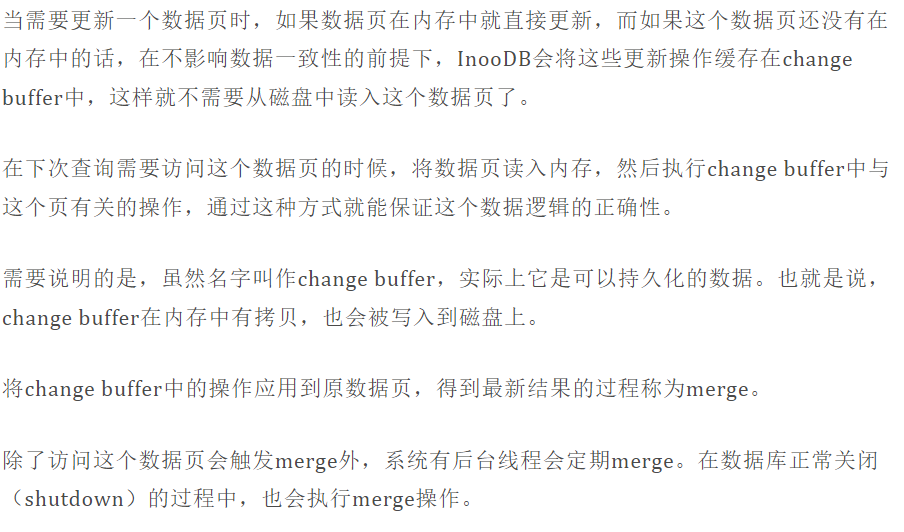 当需要更新一个数据页时，如果数据页在内存中就直接更新，而如果这个数据页还没有在
内存中的话，在不影响数据一致性的前提下，InooDB会将这些更新操作缓存在change
buffer中，这样就不需要从磁盘中读入这个数据页了。
在下次查询需要访问这个数据页的时候，将数据页读入内存，然后执行change buffer中与
这个页有关的操作，通过这种方式就能保证这个数据逻辑的正确性。
需要说明的是，虽然名字叫作change buffer，实际上它是可以持久化的数据。也就是说，
change buffer在内存中有拷贝，也会被写入到磁盘上。
将change buffer中的操作应用到原数据页，得到最新结果的过程称为merge。
除了访问这个数据页会触发merge外，系统有后台线程会定期merge。在数据库正常关闭
（shutdown）的过程中，也会执行merge操作。